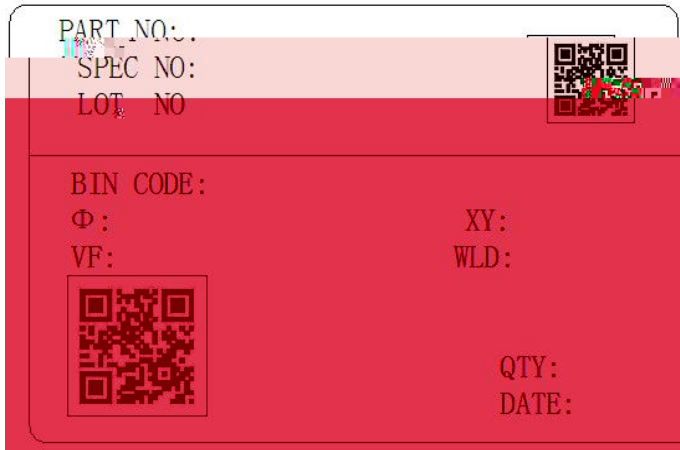 PART NO:
SPEC NO:
LOT NO
BIN CODE:
Φ: XY:
VF: WLD:
QTY:
DATE: